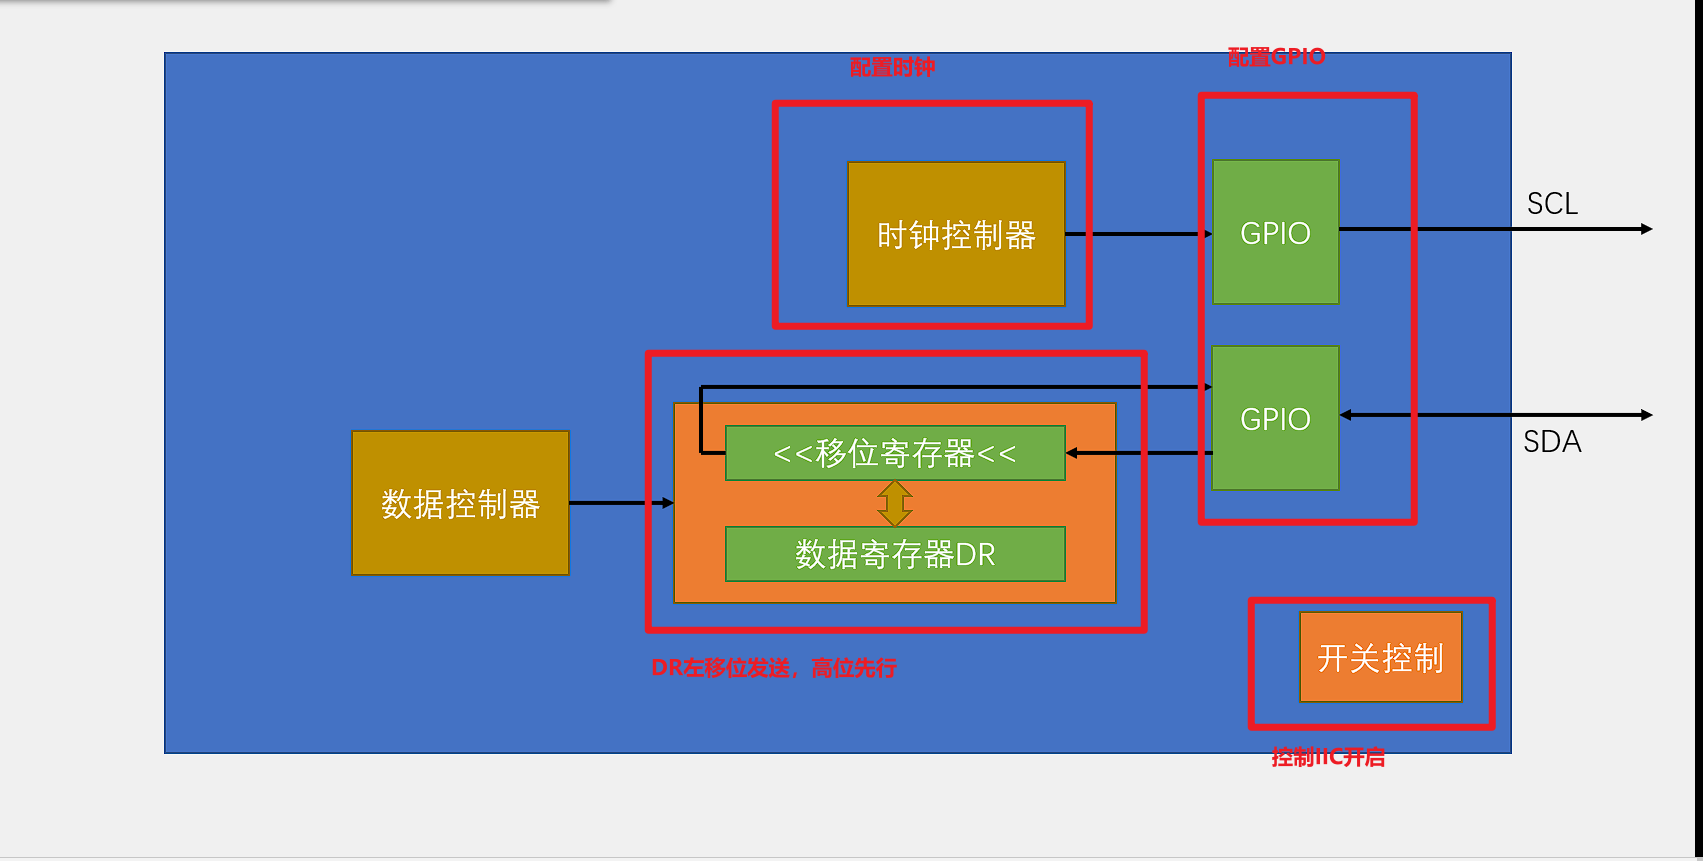 配置时钟
配置GPIO
时钟控制器
GPIO
SCL
GPIO
SDA
<<移位寄存器<<
数据控制器
数据寄存器DR
DR左移位发送，高位先行
开关控制
控制IIC开启